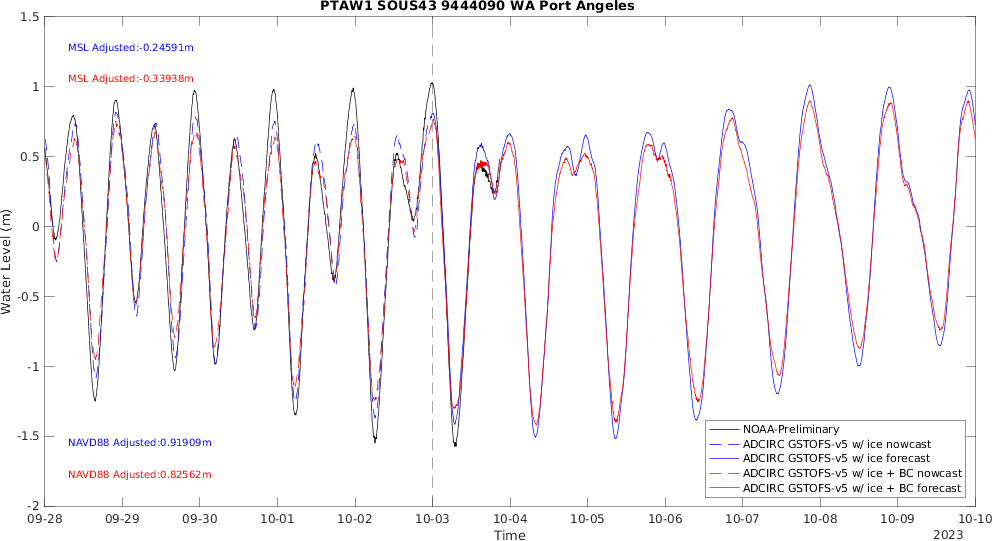 PTAW1 SOUS43 9444090 WA Port Angeles
1.5
1
0.5
0
-0.5
-1
-1.5
-2
Water Level (m)
MSL Adjusted:-0.24591m
MSL Adjusted:-0.33938m
NAVD88 Adjusted:0.91909m
NAVD88 Adjusted:0.82562m
NOAA-Preliminary
ADCIRC GSTOFS-v5 w/ ice nowcast
ADCIRC GSTOFS-v5 w/ ice forecast
ADCIRC GSTOFS-v5 w/ ice + BC nowcast
ADCIRC GSTOFS-v5 w/ ice + BC forecast
09-28 09-29 09-30 10-01 10-02 10-03 10-04 10-05 10-06 10-07 10-08 10-09 10-10
Time
2023